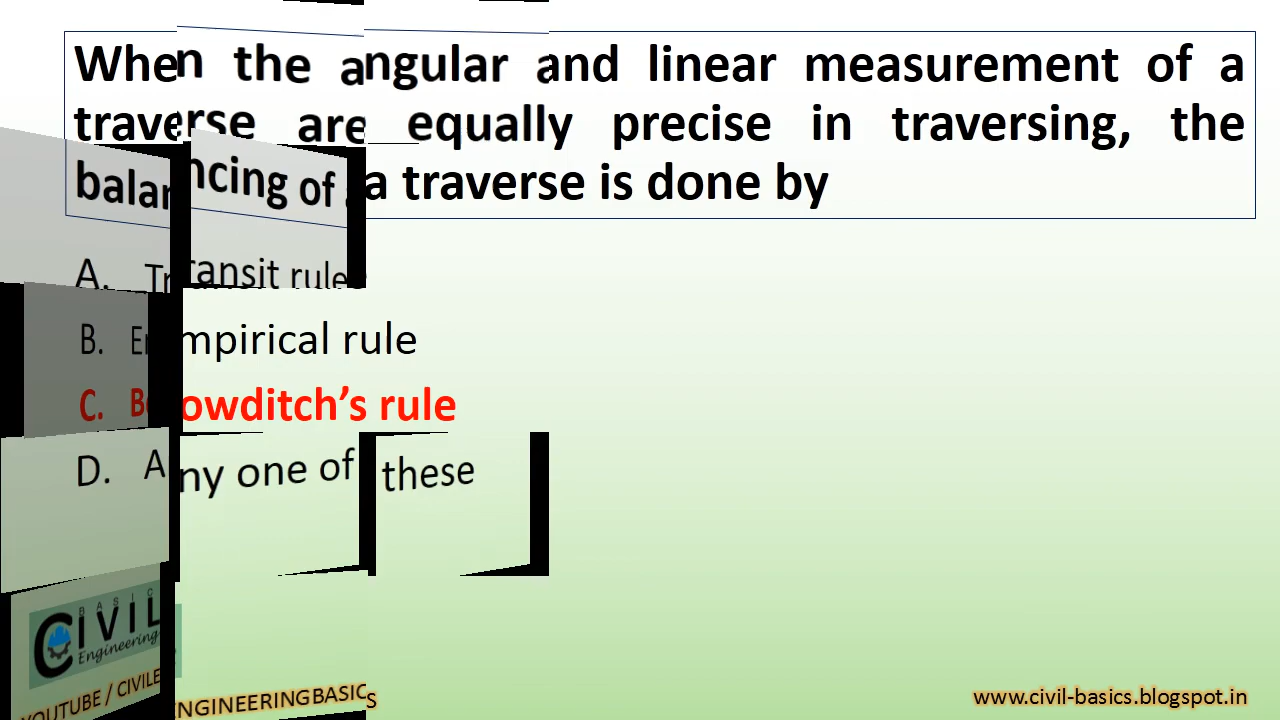 When the angular and linear measurement of a
traverse are equally precise in traversing, the
balancing of a traverse is done by
A. Transit rule
B. Empirical rule
C. Bowditch's rule
D. Any one of these
BASIC
CIVIL
Engineering
YOUTUBE / CIVILENGINEERINGBASICS
www.civil-basics.blogspot.in